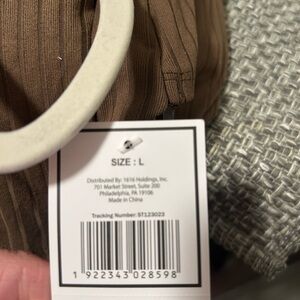 SIZE : L
Distributed By: 1616 Holdings, Inc.
701 Market Street, Suite 200
Philadelphia, PA 19106
Made in China
Tracking Number: ST123023
1 922343 028598